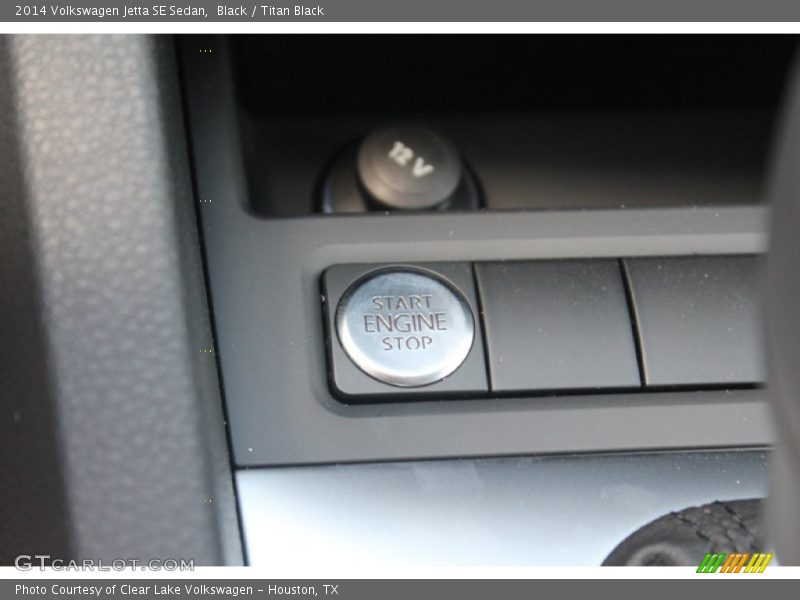 2014 Volkswagen Jetta SE Sedan,  Black / Titan Black
12 V
START
ENGINE
STOP
GTCARLOT.COM
Photo Courtesy of Clear Lake Volkswagen – Houston, TX